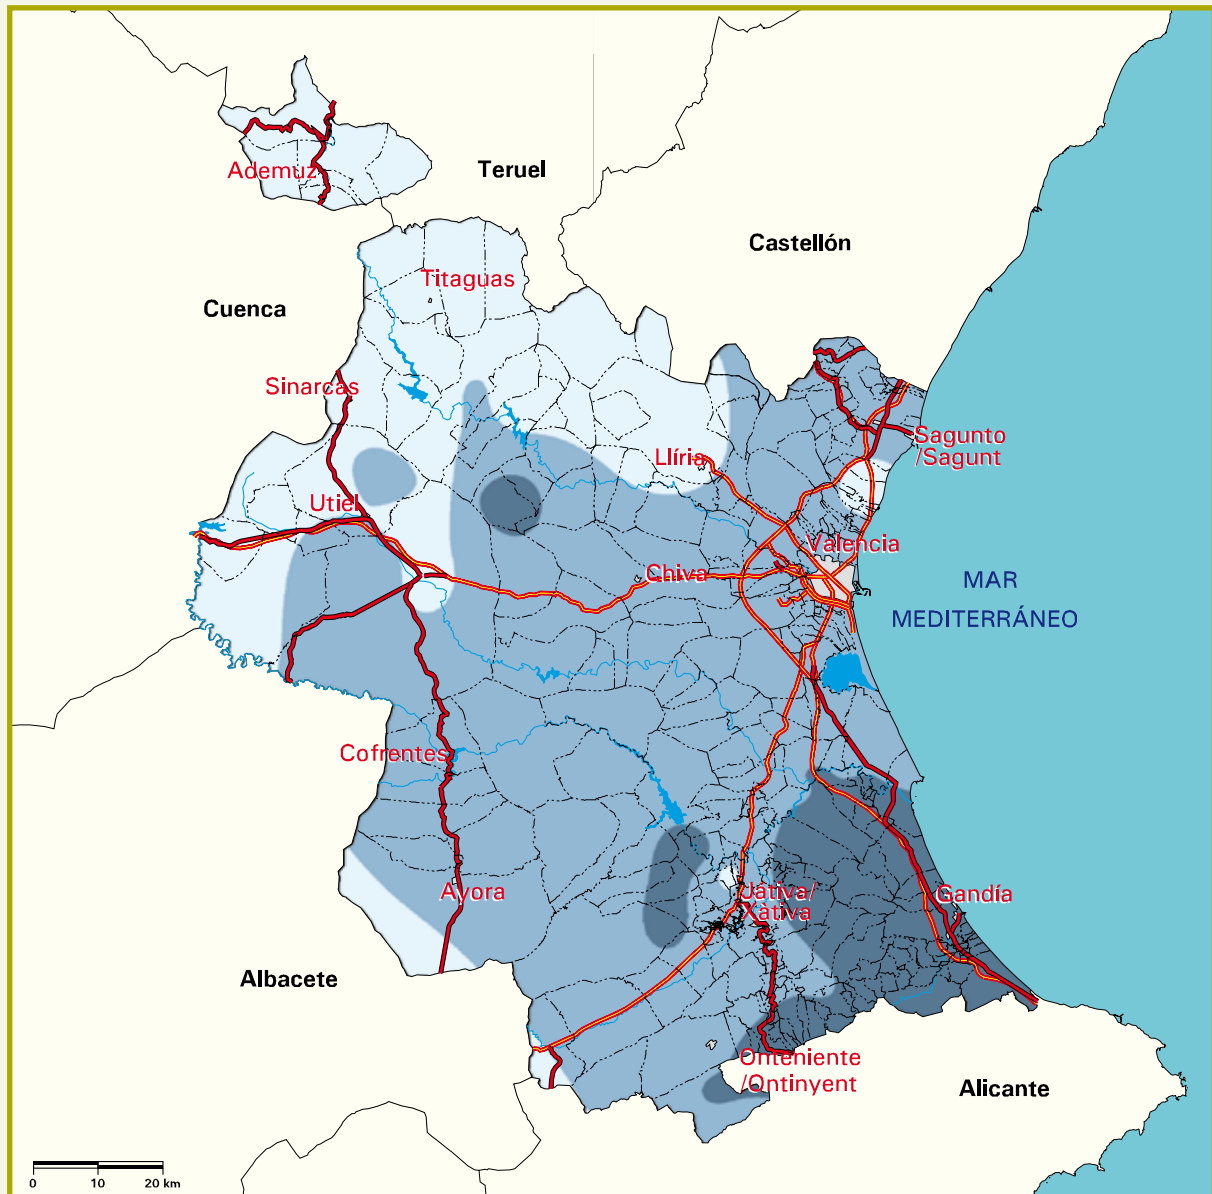 Ademuz
Teruel
Castellón
Titaguas
Cuenca
Sinarcas
Sagunto
/Sagunt
Llíria
Utiel
Valencia
Chiva
MAR
MEDITERRÁNEO
Cofrentes
Ayora
Játiva/
Xàtiva
Gandía
Albacete
Onteniente
/Ontinyent
Alicante
0 10 20 km